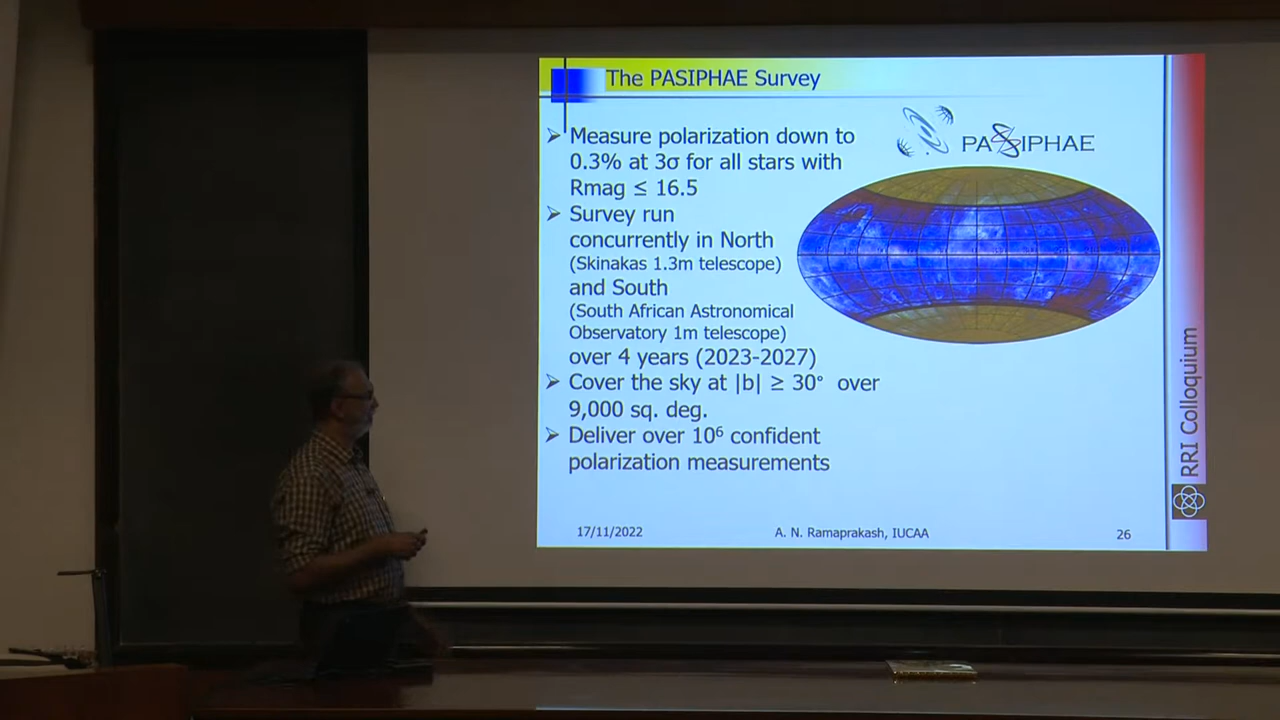 The PASIPHAE Survey
PASIPHAE
➢ Measure polarization down to
0.3% at 3σ for all stars with
Rmag ≤ 16.5
➢ Survey run
concurrently in North
(Skinakas 1.3m telescope)
and South
(South African Astronomical
Observatory 1m telescope)
over 4 years (2023-2027)
➢ Cover the sky at |b| ≥ 30° over
9,000 sq. deg.
➢ Deliver over 10⁶ confident
polarization measurements
RRI Colloquium
17/11/2022
A. N. Ramaprakash, IUCAA
26